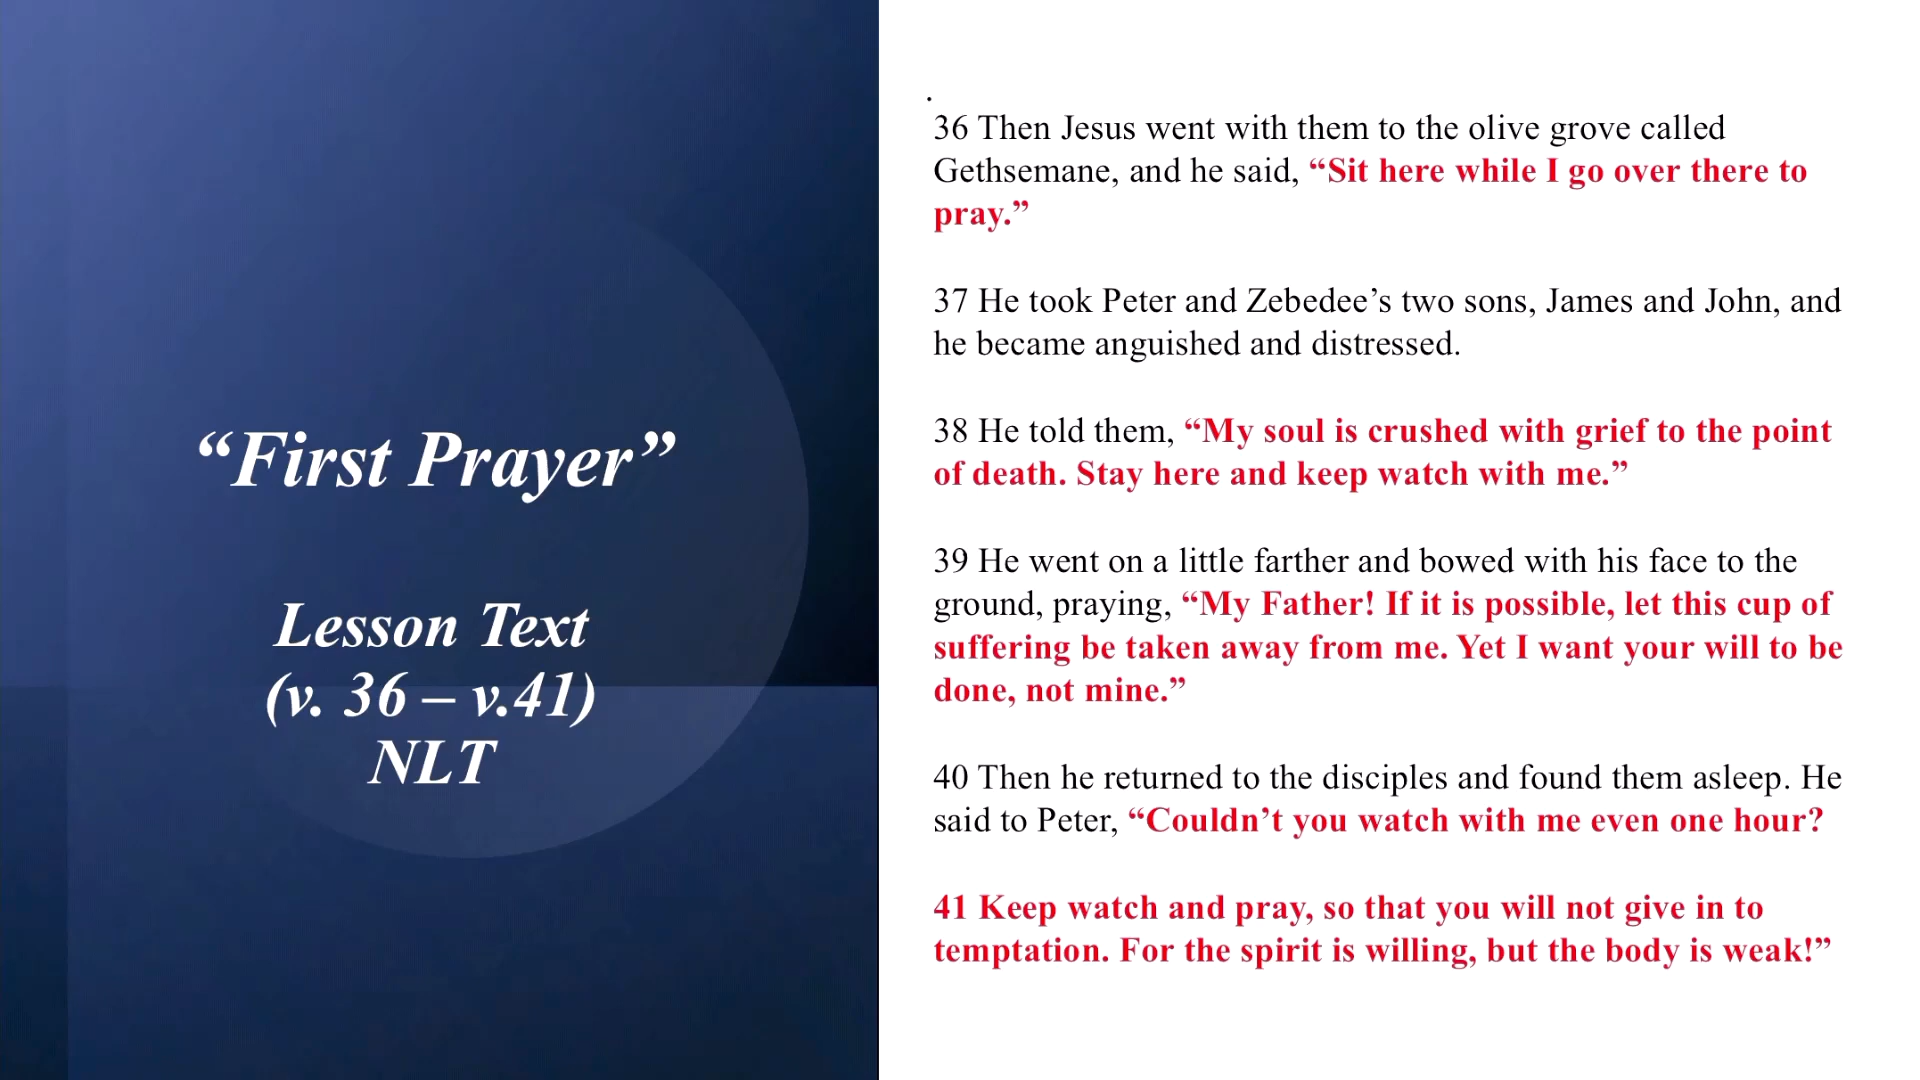 “First Prayer”
Lesson Text
(v. 36 – v.41)
NLT
.
36 Then Jesus went with them to the olive grove called
Gethsemane, and he said, “Sit here while I go over there to
pray.”
37 He took Peter and Zebedee’s two sons, James and John, and
he became anguished and distressed.
38 He told them, “My soul is crushed with grief to the point
of death. Stay here and keep watch with me.”
39 He went on a little farther and bowed with his face to the
ground, praying, “My Father! If it is possible, let this cup of
suffering be taken away from me. Yet I want your will to be
done, not mine.”
40 Then he returned to the disciples and found them asleep. He
said to Peter, “Couldn’t you watch with me even one hour?
41 Keep watch and pray, so that you will not give in to
temptation. For the spirit is willing, but the body is weak!”